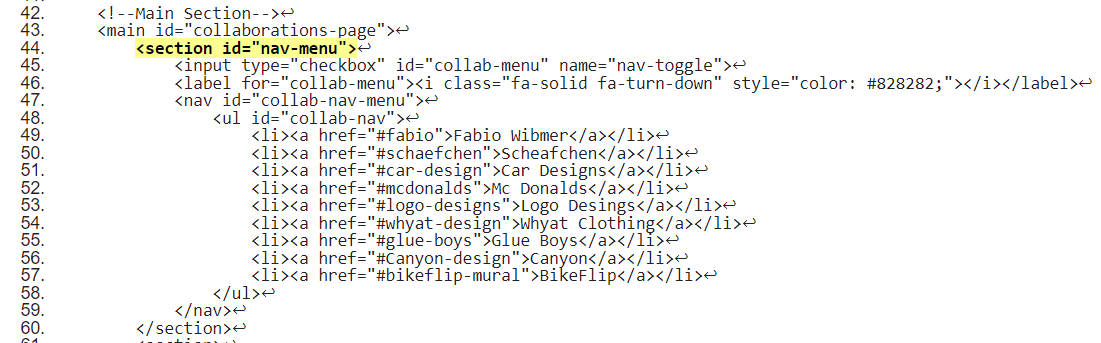 42. <!--Main Section-->↩
43. <main id="collaborations-page">↩
44. <section id="nav-menu">↩
45. <input type="checkbox" id="collab-menu" name="nav-toggle">↩
46. <label for="collab-menu"><i class="fa-solid fa-turn-down" style="color: #828282;"></i></label>↩
47. <nav id="collab-nav-menu">↩
48. <ul id="collab-nav">↩
49. <li><a href="#fabio">Fabio Wibmer</a></li>↩
50. <li><a href="#schaefchen">Scheafchen</a></li>↩
51. <li><a href="#car-design">Car Designs</a></li>↩
52. <li><a href="#mcdonalds">Mc Donalds</a></li>↩
53. <li><a href="#logo-designs">Logo Desings</a></li>↩
54. <li><a href="#whyat-design">Whyat Clothing</a></li>↩
55. <li><a href="#glue-boys">Glue Boys</a></li>↩
56. <li><a href="#Canyon-design">Canyon</a></li>↩
57. <li><a href="#bikeflip-mural">BikeFlip</a></li>↩
58. </ul>↩
59. </nav>↩
60. </section>↩